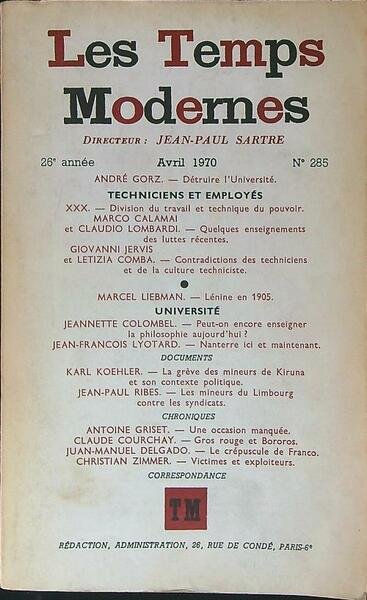 Les Temps
Modernes
DIRECTEUR : JEAN-PAUL SARTRE
26e année Avril 1970 N° 285
ANDRÉ GORZ. — Détruire l'Université.
TECHNICIENS ET EMPLOYÉS
XXX. — Division du travail et technique du pouvoir.
MARCO CALAMAI
et CLAUDIO LOMBARDI. — Quelques enseignements
des luttes récentes.
GIOVANNI JERVIS
et LETIZIA COMBA. — Contradictions des techniciens
et de la culture techniciste.
●
MARCEL LIEBMAN. — Lénine en 1905.
UNIVERSITÉ
JEANNETTE COLOMBEL. — Peut-on encore enseigner
la philosophie aujourd'hui ?
JEAN-FRANCOIS LYOTARD. — Nanterre ici et maintenant.
DOCUMENTS
KARL KOEHLER. — La grève des mineurs de Kiruna
et son contexte politique.
JEAN-PAUL RIBES. — Les mineurs du Limbourg
contre les syndicats.
CHRONIQUES
ANTOINE GRISET. — Une occasion manquée.
CLAUDE COURCHAY. — Gros rouge et Bororos.
JUAN-MANUEL DELGADO. — Le crépuscule de Franco.
CHRISTIAN ZIMMER. — Victimes et exploiteurs.
CORRESPONDANCE
TM
RÉDACTION, ADMINISTRATION, 26, RUE DE CONDÉ, PARIS-6e